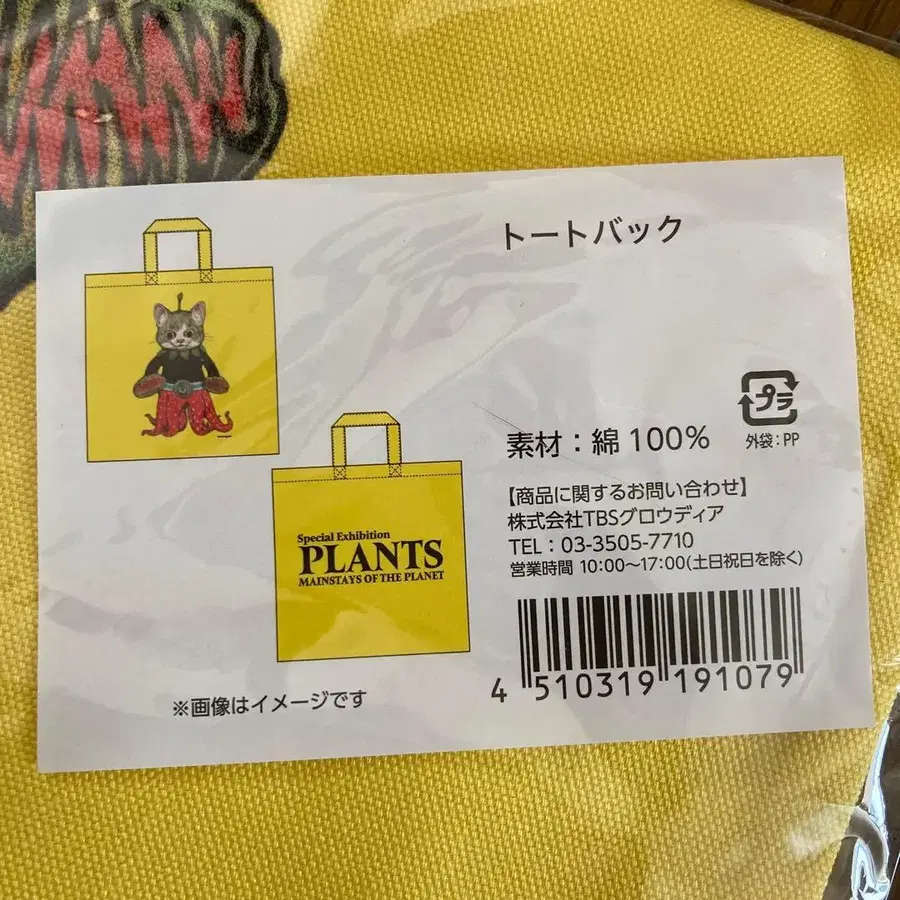 トートバック
プラ
外袋：PP
素材：綿 100%
【商品に関するお問い合わせ】
株式会社TBSグロウディア
TEL：03-3505-7710
営業時間 10:00〜17:00(土日祝日を除く)
4 510319 191079
Special Exhibition
PLANTS
MAINSTAYS OF THE PLANET
※画像はイメージです